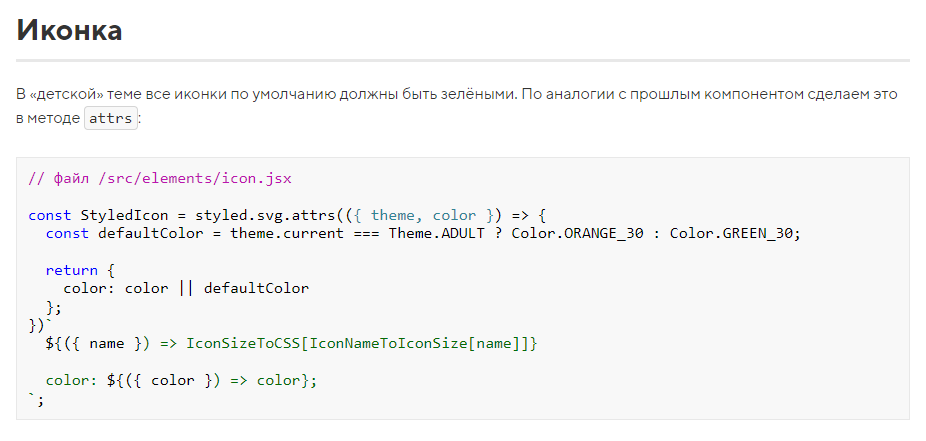 Иконка
В «детской» теме все иконки по умолчанию должны быть зелёными. По аналогии с прошлым компонентом сделаем это
в методе attrs:
// файл /src/elements/icon.jsx
const StyledIcon = styled.svg.attrs(({ theme, color }) => {
  const defaultColor = theme.current === Theme.ADULT ? Color.ORANGE_30 : Color.GREEN_30;
  return {
    color: color || defaultColor
  };
})`
  ${({ name }) => IconSizeToCSS[IconNameToIconSize[name]]}
  color: ${({ color }) => color};
`;